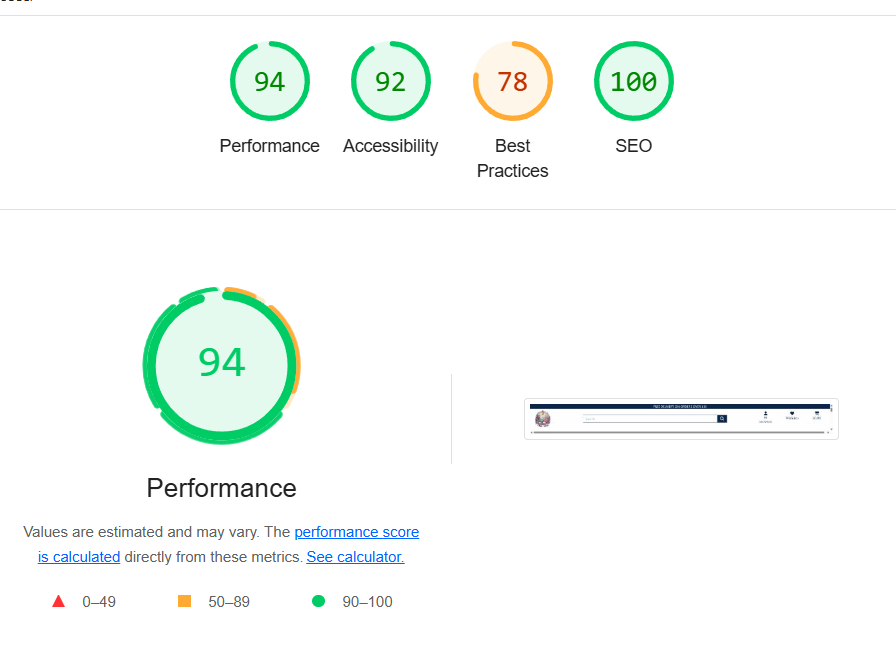 94
92
78
100
Performance
Accessibility
Best
Practices
SEO
94
Performance
Values are estimated and may vary. The performance score
is calculated directly from these metrics. See calculator.
0–49
50–89
90–100